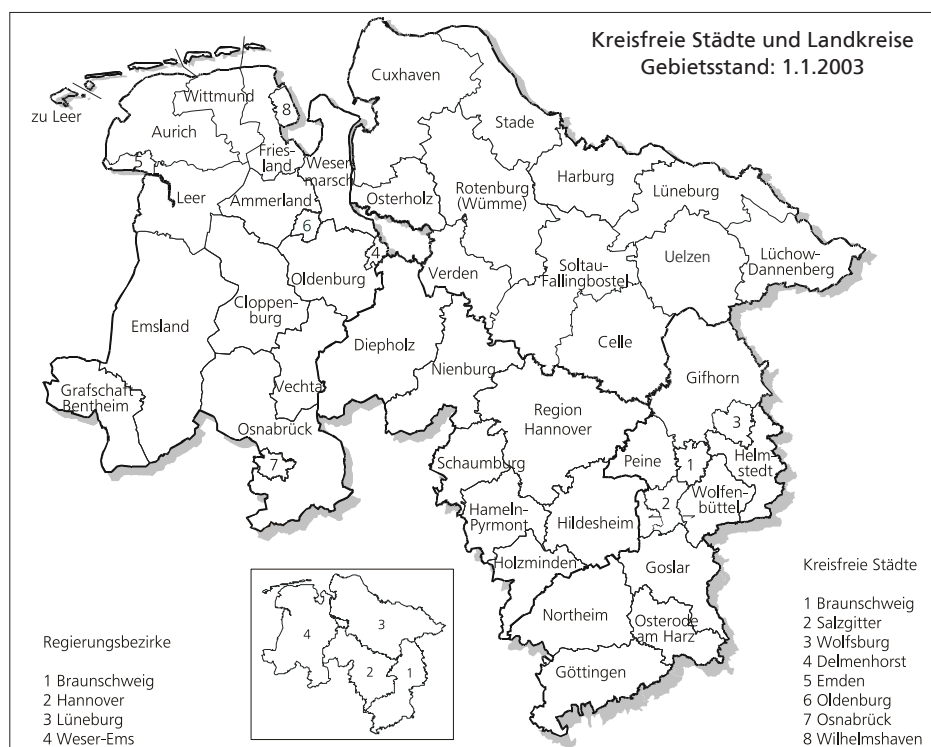 Kreisfreie Städte und Landkreise
Gebietsstand: 1.1.2003
Cuxhaven
Wittmund
8
zu Leer
Aurich
Stade
Fries-
land
Weser-
marsch
Harburg
Lüneburg
Leer
Ammerland
Osterholz
Rotenburg
(Wümme)
6
4
Oldenburg
Verden
Soltau-
Fallingbostel
Uelzen
Lüchow-
Dannenberg
Cloppen-
burg
Emsland
Diepholz
Celle
Nienburg
Gifhorn
Grafschaft
Bentheim
Vechta
Region
Hannover
Osnabrück
3
7
Schaumburg
Peine
1
Helm-
stedt
2
Wolfen-
büttel
Hameln-
Pyrmont
Hildesheim
Holzminden
Goslar
Northeim
Osterode
am Harz
Göttingen
Regierungsbezirke
1 Braunschweig
2 Hannover
3 Lüneburg
4 Weser-Ems
4
3
2
1
Kreisfreie Städte
1 Braunschweig
2 Salzgitter
3 Wolfsburg
4 Delmenhorst
5 Emden
6 Oldenburg
7 Osnabrück
8 Wilhelmshaven